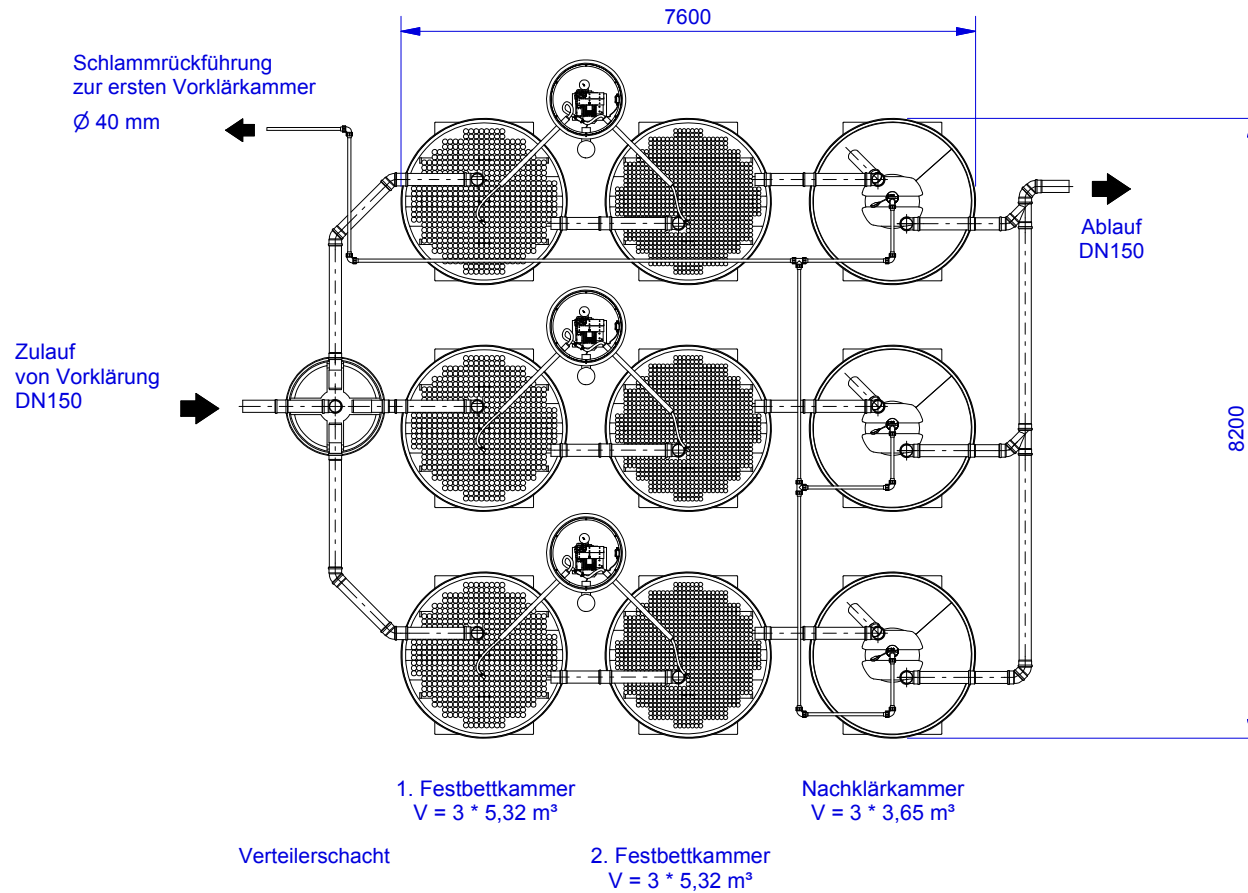 7600
Schlammrückführung
zur ersten Vorklärkammer
Ø 40 mm
Ablauf
DN150
Zulauf
von Vorklärung
DN150
8200
1. Festbettkammer
V = 3 * 5,32 m³
Nachklärkammer
V = 3 * 3,65 m³
Verteilerschacht
2. Festbettkammer
V = 3 * 5,32 m³